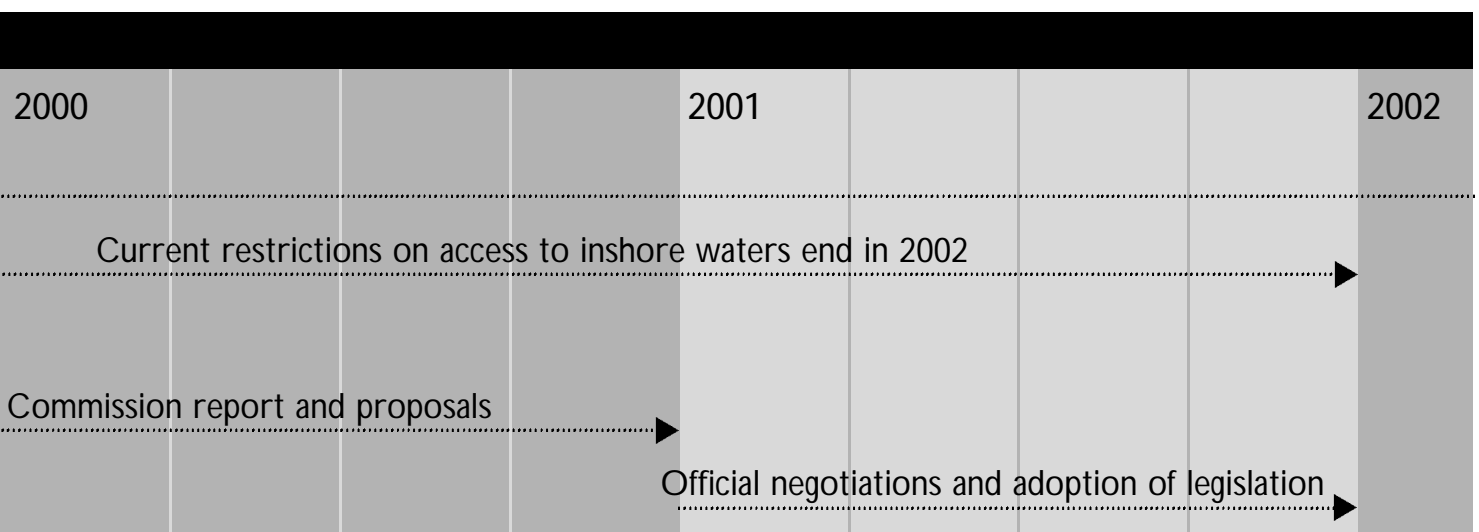 2000 2001 2002
Current restrictions on access to inshore waters end in 2002
Commission report and proposals
Official negotiations and adoption of legislation